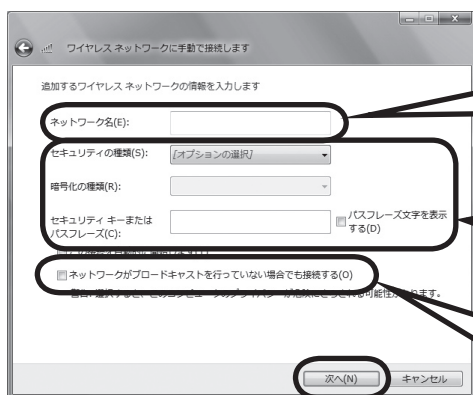 ワイヤレス ネットワークに手動で接続します
追加するワイヤレス ネットワークの情報を入力します
ネットワーク名(E):
セキュリティの種類(S): [オプションの選択]
暗号化の種類(R):
セキュリティ キーまたは
パスフレーズ(C):
パスフレーズ文字を表示
する(D)
ネットワークがブロードキャストを行っていない場合でも接続する(O)
次へ(N) キャンセル